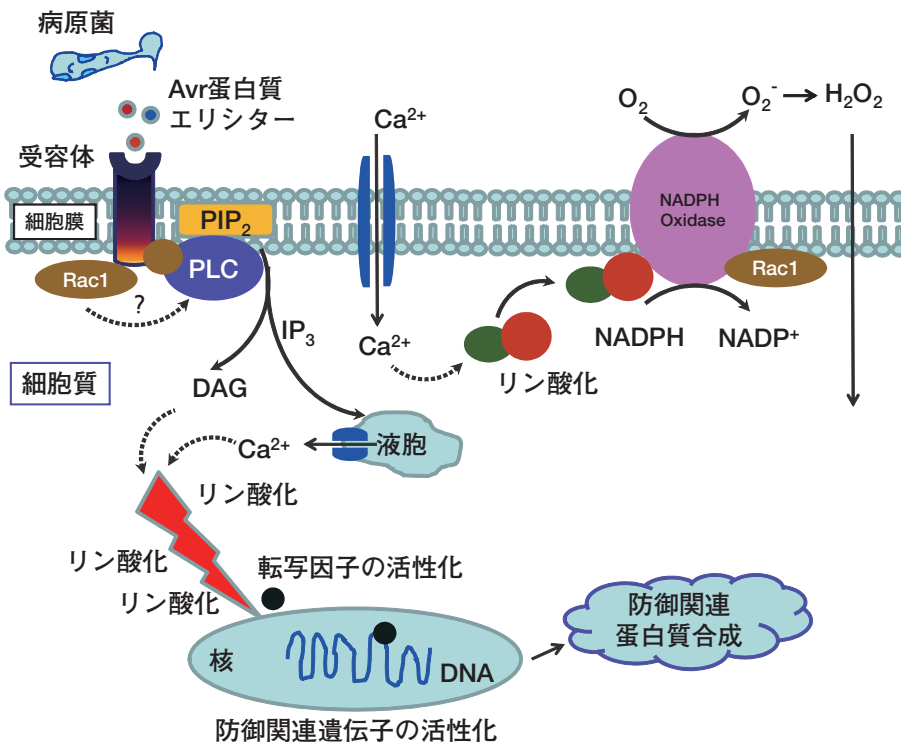 病原菌
Avr蛋白質
エリシター
受容体
細胞膜
PIP2
PLC
Rac1
?
Ca²⁺
O₂
O₂⁻
H₂O₂
NADPH
Oxidase
Rac1
NADPH
NADP⁺
IP₃
DAG
Ca²⁺
リン酸化
細胞質
Ca²⁺
液胞
リン酸化
リン酸化
リン酸化
転写因子の活性化
核
DNA
防御関連
蛋白質合成
防御関連遺伝子の活性化